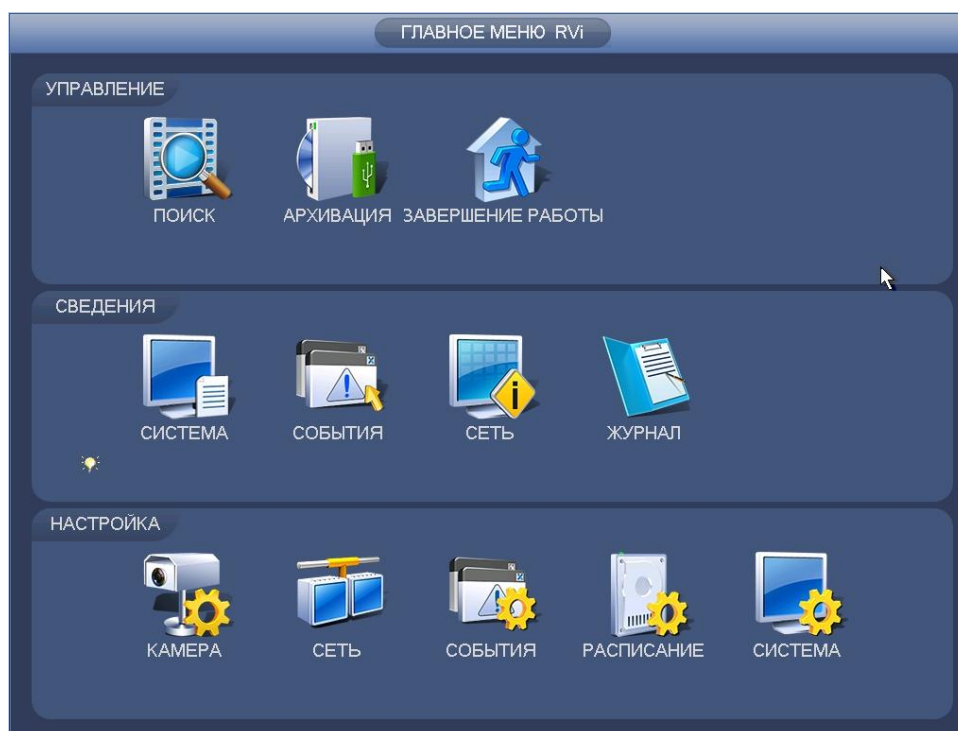 ГЛАВНОЕ МЕНЮ RVi
УПРАВЛЕНИЕ
ПОИСК АРХИВАЦИЯ ЗАВЕРШЕНИЕ РАБОТЫ
СВЕДЕНИЯ
СИСТЕМА СОБЫТИЯ СЕТЬ ЖУРНАЛ
НАСТРОЙКА
КАМЕРА СЕТЬ СОБЫТИЯ РАСПИСАНИЕ СИСТЕМА